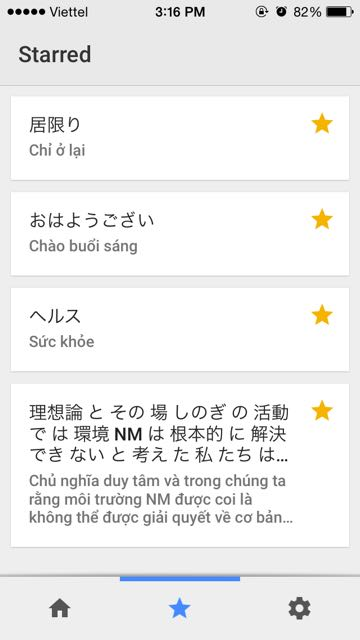 Viettel 3:16 PM 82%
Starred
居限り
Chỉ ở lại
おはようござい
Chào buổi sáng
ヘルス
Sức khỏe
理想論 と その 場 しのぎ の 活動
で は 環境 NM は 根本的 に 解決
でき ない と 考え た 私 たち は...
Chủ nghĩa duy tâm và trong chúng ta
rằng môi trường NM được coi là
không thể được giải quyết về cơ bản...